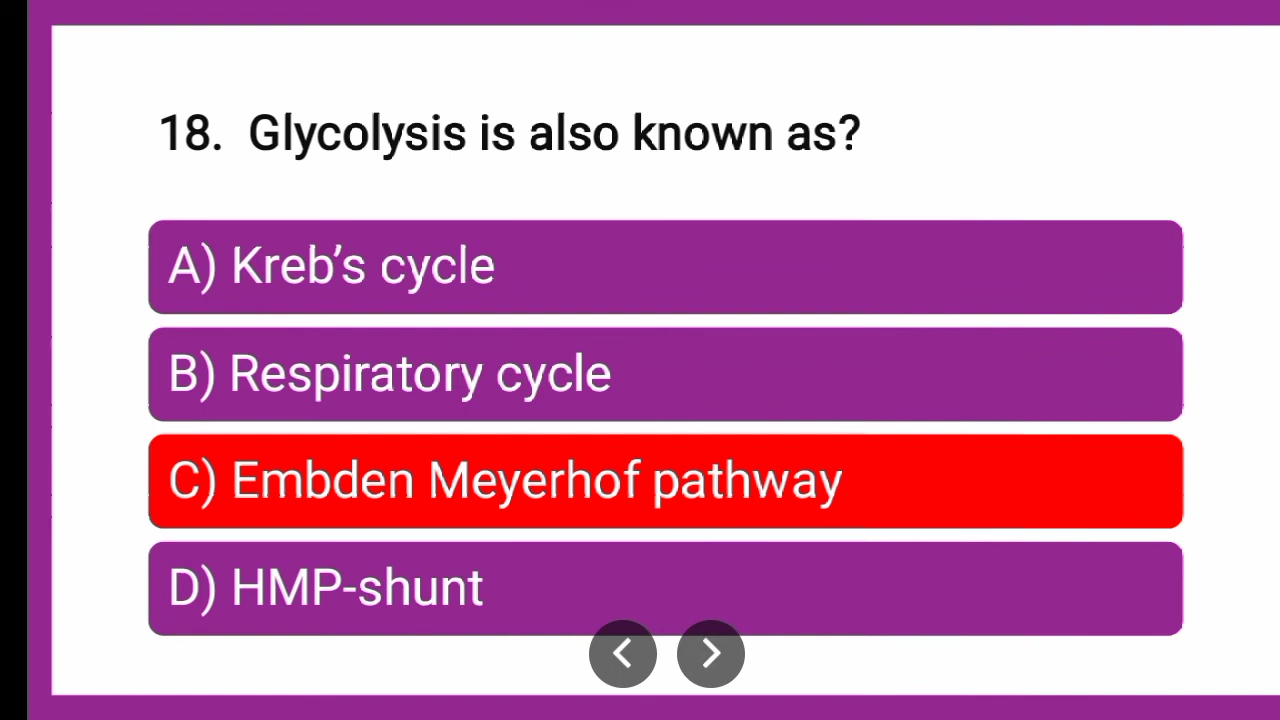 18. Glycolysis is also known as?
A) Kreb’s cycle
B) Respiratory cycle
C) Embden Meyerhof pathway
D) HMP-shunt